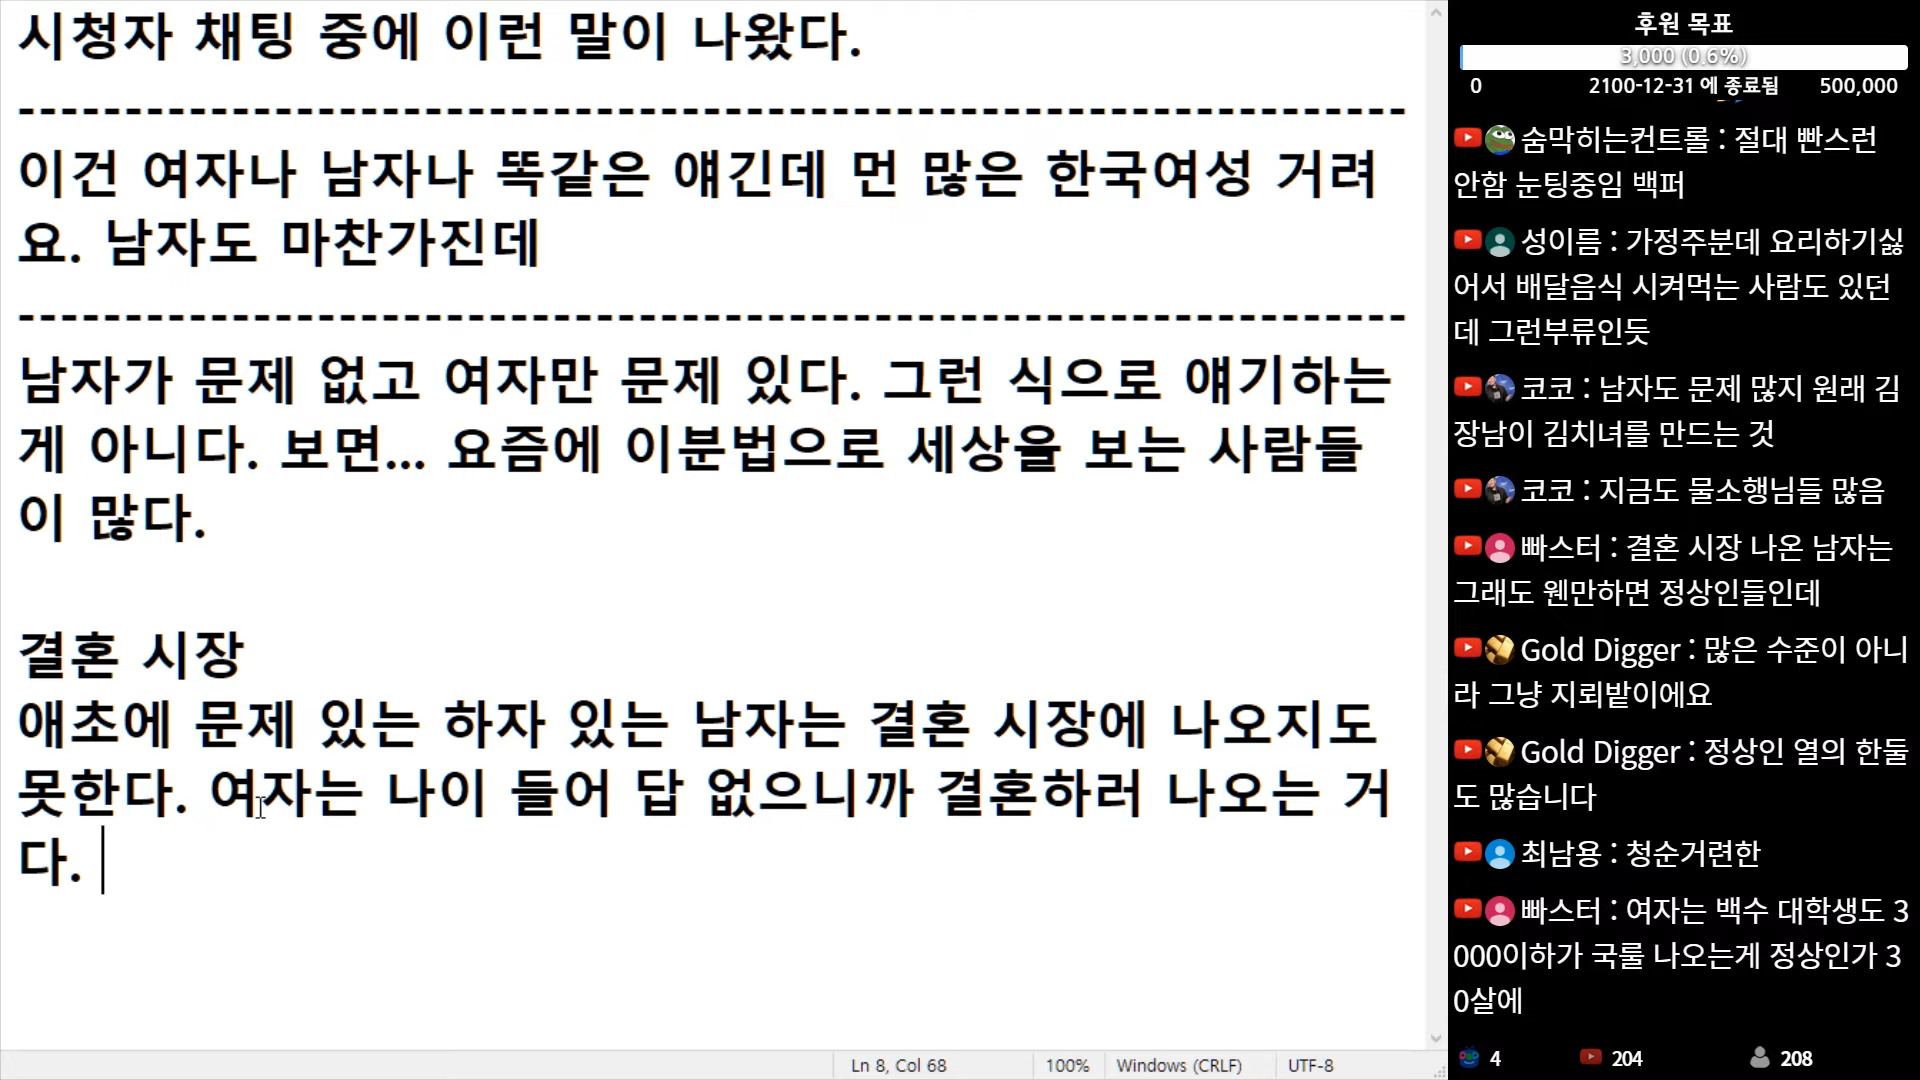 시청자 채팅 중에 이런 말이 나왔다.
------------------------------------------------------------------
이건 여자나 남자나 똑같은 얘긴데 먼 많은 한국여성 거려
요. 남자도 마찬가진데
------------------------------------------------------------------
남자가 문제 없고 여자만 문제 있다. 그런 식으로 얘기하는
게 아니다. 보면... 요즘에 이분법으로 세상을 보는 사람들
이 많다.
결혼 시장
애초에 문제 있는 하자 있는 남자는 결혼 시장에 나오지도
못한다. 여자는 나이 들어 답 없으니까 결혼하러 나오는 거
다.
Ln 8, Col 68
100%
Windows (CRLF)
UTF-8
후원 목표
3,000 (0.6%)
0 2100-12-31 에 종료됨 500,000
숨막히는컨트롤 : 절대 빤스런
안함 눈팅중임 백퍼
성이름 : 가정주분데 요리하기싫
어서 배달음식 시켜먹는 사람도 있던
데 그런부류인듯
코코 : 남자도 문제 많지 원래 김
장남이 김치녀를 만드는 것
코코 : 지금도 물소행님들 많음
빠스터 : 결혼 시장 나온 남자는
그래도 웬만하면 정상인들인데
Gold Digger : 많은 수준이 아니
라 그냥 지뢰밭이에요
Gold Digger : 정상인 열의 한둘
도 많습니다
최남용 : 청순거련한
빠스터 : 여자는 백수 대학생도 3
000이하가 국룰 나오는게 정상인가 3
0살에
4 204 208